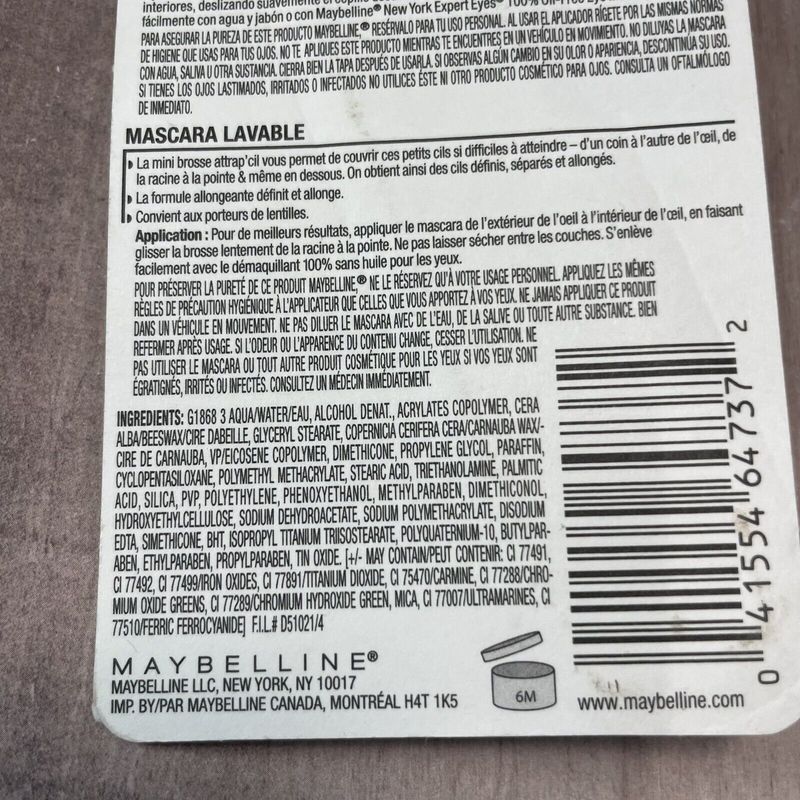 interiores, deslizando suavemente el cepillo
fácilmente con agua y jabón o con Maybelline® New York Expert Eyes® 100% Oil-Free
PARA ASEGURAR LA PUREZA DE ESTE PRODUCTO MAYBELLINE,® RESÉRVALO PARA TU USO PERSONAL. AL USAR EL APLICADOR RÍGETE POR LAS MISMAS NORMAS
DE HIGIENE QUE USAS PARA TUS OJOS. NO TE APLIQUES ESTE PRODUCTO MIENTRAS TE ENCUENTRES EN UN VEHÍCULO EN MOVIMIENTO. NO DILUYAS LA MASCARA
CON AGUA, SALIVA U OTRA SUSTANCIA. CIERRA BIEN LA TAPA DESPUÉS DE USARLA. SI OBSERVAS ALGÚN CAMBIO EN SU OLOR O APARIENCIA, DESCONTINÚA SU USO.
SI TIENES LOS OJOS LASTIMADOS, IRRITADOS O INFECTADOS NO UTILICES ÉSTE NI OTRO PRODUCTO COSMÉTICO PARA OJOS. CONSULTA UN OFTALMÓLOGO
DE INMEDIATO.
MASCARA LAVABLE
La mini brosse attrap'cil vous permet de couvrir ces petits cils si difficiles à atteindre – d'un coin à l'autre de l'œil, de
la racine à la pointe & même en dessous. On obtient ainsi des cils définis, séparés et allongés.
La formule allongeante définit et allonge.
Convient aux porteurs de lentilles.
Application : Pour de meilleurs résultats, appliquer le mascara de l'extérieur de l'oeil à l'intérieur de l'œil, en faisant
glisser la brosse lentement de la racine à la pointe. Ne pas laisser sécher entre les couches. S'enlève
facilement avec le démaquillant 100% sans huile pour les yeux.
POUR PRÉSERVER LA PURETÉ DE CE PRODUIT MAYBELLINE,® NE LE RÉSERVEZ QU'À VOTRE USAGE PERSONNEL. APPLIQUEZ LES MÊMES
RÈGLES DE PRÉCAUTION HYGIÉNIQUE À L'APPLICATEUR QUE CELLES QUE VOUS APPORTEZ À VOS YEUX. NE JAMAIS APPLIQUER CE PRODUIT
DANS UN VÉHICULE EN MOUVEMENT. NE PAS DILUER LE MASCARA AVEC DE L'EAU, DE LA SALIVE OU TOUTE AUTRE SUBSTANCE. BIEN
REFERMER APRÈS USAGE. SI L'ODEUR OU L'APPARENCE DU CONTENU CHANGE, CESSER L'UTILISATION. NE
PAS UTILISER LE MASCARA OU TOUT AUTRE PRODUIT COSMÉTIQUE POUR LES YEUX SI VOS YEUX SONT
ÉGRATIGNÉS, IRRITÉS OU INFECTÉS. CONSULTEZ UN MÉDECIN IMMÉDIATEMENT.
INGREDIENTS: G1868 3 AQUA/WATER/EAU, ALCOHOL DENAT., ACRYLATES COPOLYMER, CERA
ALBA/BEESWAX/CIRE DABEILLE, GLYCERYL STEARATE, COPERNICIA CERIFERA CERA/CARNAUBA WAX/-
CIRE DE CARNAUBA, VP/EICOSENE COPOLYMER, DIMETHICONE, PROPYLENE GLYCOL, PARAFFIN,
CYCLOPENTASILOXANE, POLYMETHYL METHACRYLATE, STEARIC ACID, TRIETHANOLAMINE, PALMITIC
ACID, SILICA, PVP, POLYETHYLENE, PHENOXYETHANOL, METHYLPARABEN, DIMETHICONOL,
HYDROXYETHYLCELLULOSE, SODIUM DEHYDROACETATE, SODIUM POLYMETHACRYLATE, DISODIUM
EDTA, SIMETHICONE, BHT, ISOPROPYL TITANIUM TRIISOSTEARATE, POLYQUATERNIUM-10, BUTYLPAR-
ABEN, ETHYLPARABEN, PROPYLPARABEN, TIN OXIDE. [+/- MAY CONTAIN/PEUT CONTENIR: CI 77491,
CI 77492, CI 77499/IRON OXIDES, CI 77891/TITANIUM DIOXIDE, CI 75470/CARMINE, CI 77288/CHRO-
MIUM OXIDE GREENS, CI 77289/CHROMIUM HYDROXIDE GREEN, MICA, CI 77007/ULTRAMARINES, CI
77510/FERRIC FERROCYANIDE] F.I.L.# D51021/4
0 41554 64737 2
MAYBELLINE®
MAYBELLINE LLC, NEW YORK, NY 10017
IMP. BY/PAR MAYBELLINE CANADA, MONTRÉAL H4T 1K5
6M
www.maybelline.com